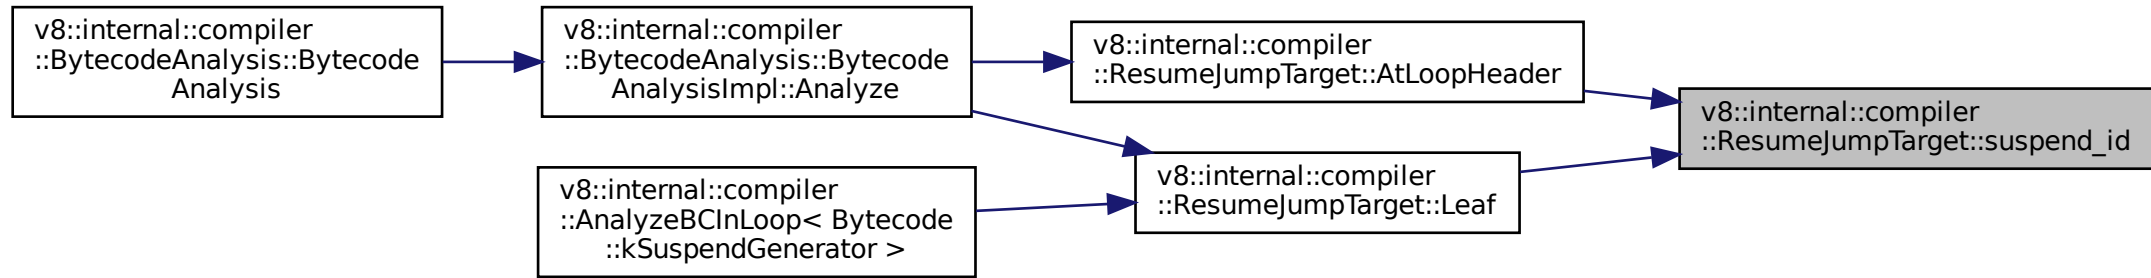 v8::internal::compiler
::BytecodeAnalysis::Bytecode
Analysis
v8::internal::compiler
::BytecodeAnalysis::Bytecode
AnalysisImpl::Analyze
v8::internal::compiler
::ResumeJumpTarget::AtLoopHeader
v8::internal::compiler
::ResumeJumpTarget::suspend_id
v8::internal::compiler
::AnalyzeBCInLoop< Bytecode
::kSuspendGenerator >
v8::internal::compiler
::ResumeJumpTarget::Leaf